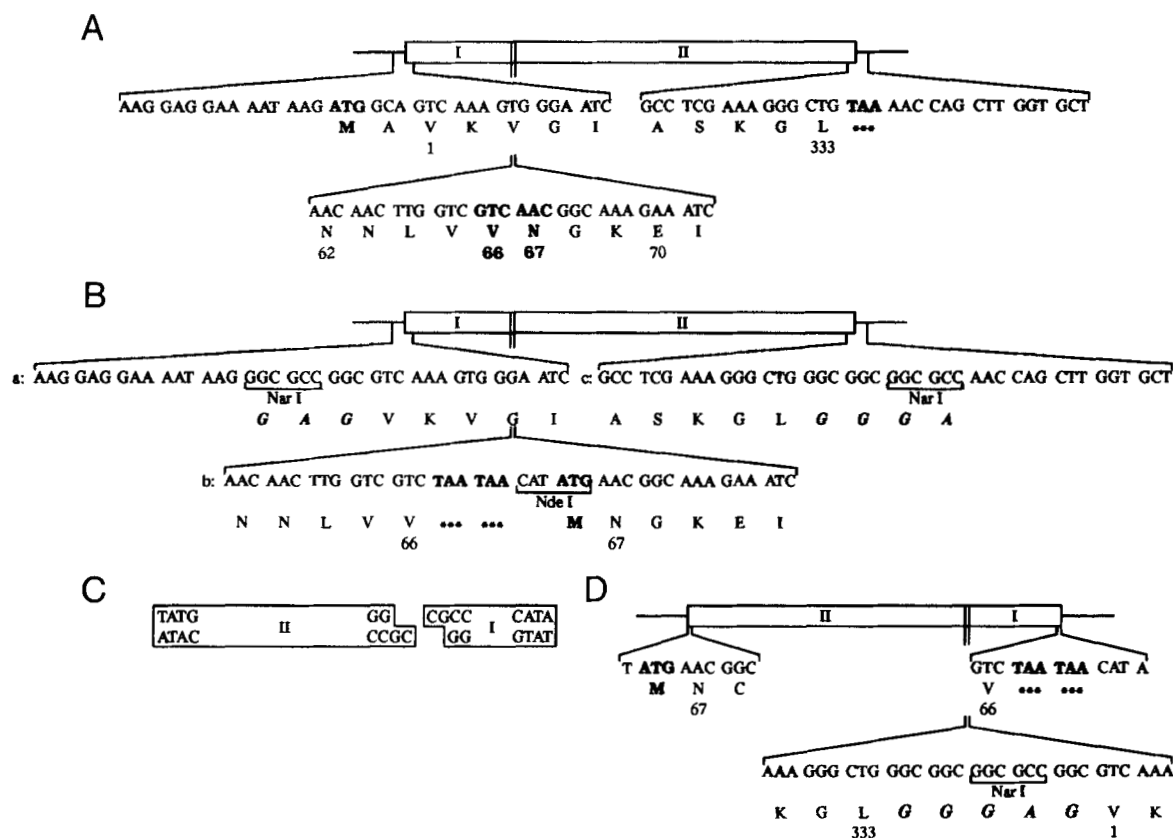 A
I II
AAG GAG GAA AAT AAG ATG GCA GTC AAA GTG GGA ATC GCC TCG AAA GGG CTG TAA AAC CAG CTT GGT GCT
M A V K V G I A S K G L •••
1 333
AAC AAC TTG GTC GTC AAC GGC AAA GAA ATC
N N L V V N G K E I
62 66 67 70
B
I II
a: AAG GAG GAA AAT AAG GGC GCC GGC GTC AAA GTG GGA ATC c: GCC TCG AAA GGG CTG GGC GGC GGC GCC AAC CAG CTT GGT GCT
Nar I Nar I
G A G V K V G I A S K G L G G G A
b: AAC AAC TTG GTC GTC TAA TAA CAT ATG AAC GGC AAA GAA ATC
Nde I
N N L V V ••• ••• M N G K E I
66 67
C
TATG GG CGCC CATA
II I
ATAC CCGC GG GTAT
D
II I
T ATG AAC GGC GTC TAA TAA CAT A
M N C V ••• •••
67 66
AAA GGG CTG GGC GGC GGC GCC GGC GTC AAA
Nar I
K G L G G G A G V K
333 1